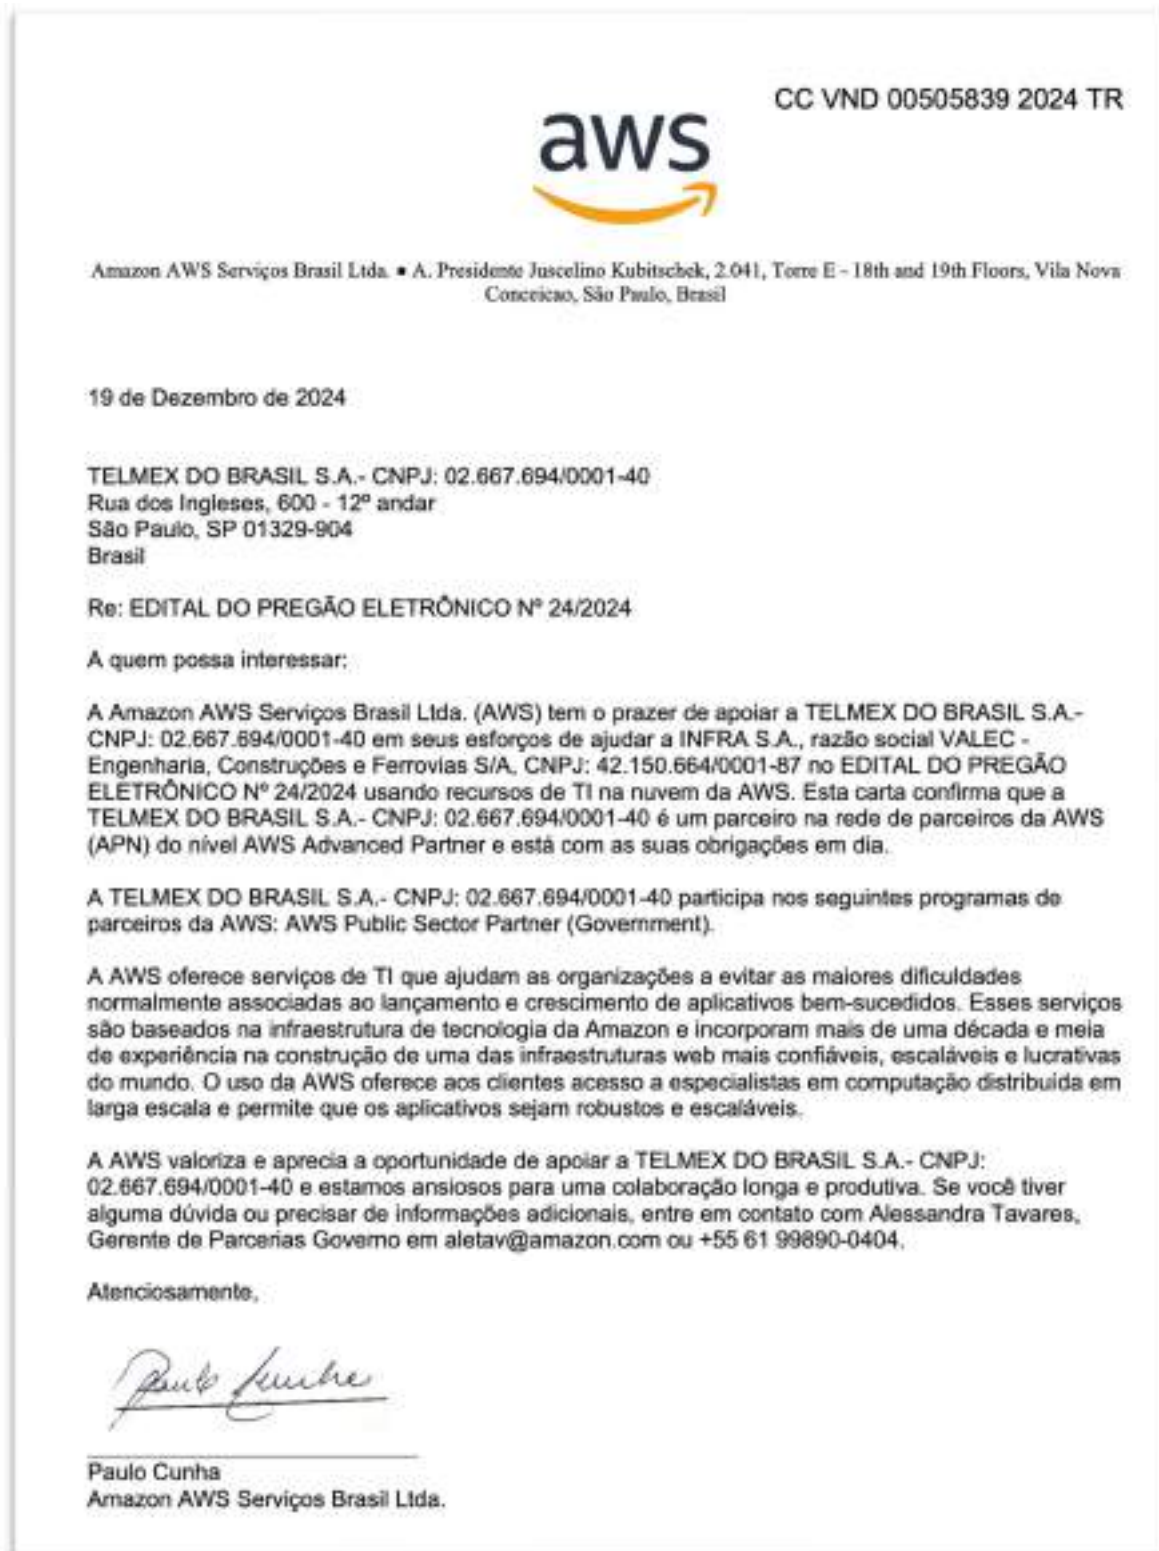 CC VND 00505839 2024 TR
aws
Amazon AWS Serviços Brasil Ltda. • A. Presidente Juscelino Kubitschek, 2.041, Torre E - 18th and 19th Floors, Vila Nova
Conceicao, São Paulo, Brasil
19 de Dezembro de 2024
TELMEX DO BRASIL S.A.- CNPJ: 02.667.694/0001-40
Rua dos Ingleses, 600 - 12º andar
São Paulo, SP 01329-904
Brasil
Re: EDITAL DO PREGÃO ELETRÔNICO Nº 24/2024
A quem possa interessar:
A Amazon AWS Serviços Brasil Ltda. (AWS) tem o prazer de apoiar a TELMEX DO BRASIL S.A.-
CNPJ: 02.667.694/0001-40 em seus esforços de ajudar a INFRA S.A., razão social VALEC -
Engenharia, Construções e Ferrovias S/A, CNPJ: 42.150.664/0001-87 no EDITAL DO PREGÃO
ELETRÔNICO Nº 24/2024 usando recursos de TI na nuvem da AWS. Esta carta confirma que a
TELMEX DO BRASIL S.A.- CNPJ: 02.667.694/0001-40 é um parceiro na rede de parceiros da AWS
(APN) do nível AWS Advanced Partner e está com as suas obrigações em dia.
A TELMEX DO BRASIL S.A.- CNPJ: 02.667.694/0001-40 participa nos seguintes programas de
parceiros da AWS: AWS Public Sector Partner (Government).
A AWS oferece serviços de TI que ajudam as organizações a evitar as maiores dificuldades
normalmente associadas ao lançamento e crescimento de aplicativos bem-sucedidos. Esses serviços
são baseados na infraestrutura de tecnologia da Amazon e incorporam mais de uma década e meia
de experiência na construção de uma das infraestruturas web mais confiáveis, escaláveis e lucrativas
do mundo. O uso da AWS oferece aos clientes acesso a especialistas em computação distribuída em
larga escala e permite que os aplicativos sejam robustos e escaláveis.
A AWS valoriza e aprecia a oportunidade de apoiar a TELMEX DO BRASIL S.A.- CNPJ:
02.667.694/0001-40 e estamos ansiosos para uma colaboração longa e produtiva. Se você tiver
alguma dúvida ou precisar de informações adicionais, entre em contato com Alessandra Tavares,
Gerente de Parcerias Governo em aletav@amazon.com ou +55 61 99890-0404.
Atenciosamente,
Paulo Cunha
Paulo Cunha
Amazon AWS Serviços Brasil Ltda.